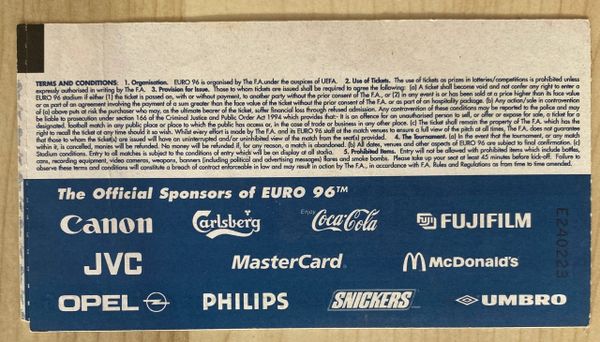 TERMS AND CONDITIONS: 1. Organisation. EURO 96 is organised by The F.A. under the auspices of UEFA. 2. Use of Tickets. The use of tickets as prizes in lotteries/competitions is prohibited unless
expressly authorised in writing by The F.A. 3. Provision for Issue. Those to whom tickets are issued shall be required to agree the following: (a) A ticket shall become void and not confer any right to enter a
EURO 96 stadium if either (1) the ticket is passed on, with or without payment, to another party without the prior consent of The F.A., or (2) in any event it or has been sold at a price higher than its face value
or as part of an agreement involving the payment of a sum greater than the face value of the ticket without the prior consent of The F.A. or as part of an hospitality package. (b) Any action/sale in contravention
of (a) above puts at risk the purchaser who may, as the ultimate bearer of the ticket, suffer financial loss through refused admission. Any contravention of these conditions may be reported to the police and may
be liable to prosecution under section 166 of the Criminal Justice and Public Order Act 1994 which provides that:- It is an offence for an unauthorised person to sell, or offer or expose for sale, a ticket for a
designated football match in any public place or place to which the public has access or, in the case of trade or business in any other place. (c) The ticket shall remain the property of The F.A. which has the
right to recall the ticket at any time should it so wish. Whilst every effort is made by The F.A. and its EURO 96 staff at the match venues to ensure a full view of the pitch at all times, The F.A. does not guarantee
that those to whom the ticket(s) are issued will have an uninterrupted and/or unprohibited view of the match from the seat(s) provided. 4. The Tournament. (a) In the event that the tournament, or any match
within it, is cancelled, monies will be refunded. No money will be refunded if, for any reason, a match is abandoned. (b) All dates, venues and other aspects of EURO 96 are subject to final confirmation. (c)
Stadium conditions. Entry to all matches is subject to the conditions of entry which will be on display at all stadia. 5. Prohibited Items. Entry will not be allowed with prohibited items which include bottles,
cans, recording equipment, video cameras, weapons, banners (including political and advertising messages) flares and smoke bombs. Please take up your seat at least 45 minutes before kick-off. Failure to
observe these terms and conditions will constitute a breach of contract enforceable in law and may result in action by The F.A., in accordance with F.A. Rules and Regulations as from time to time amended.
The Official Sponsors of EURO 96™
Canon Carlsberg Enjoy Coca-Cola FUJI FUJIFILM
JVC MasterCard McDonald's
OPEL PHILIPS SNICKERS UMBRO
E240223